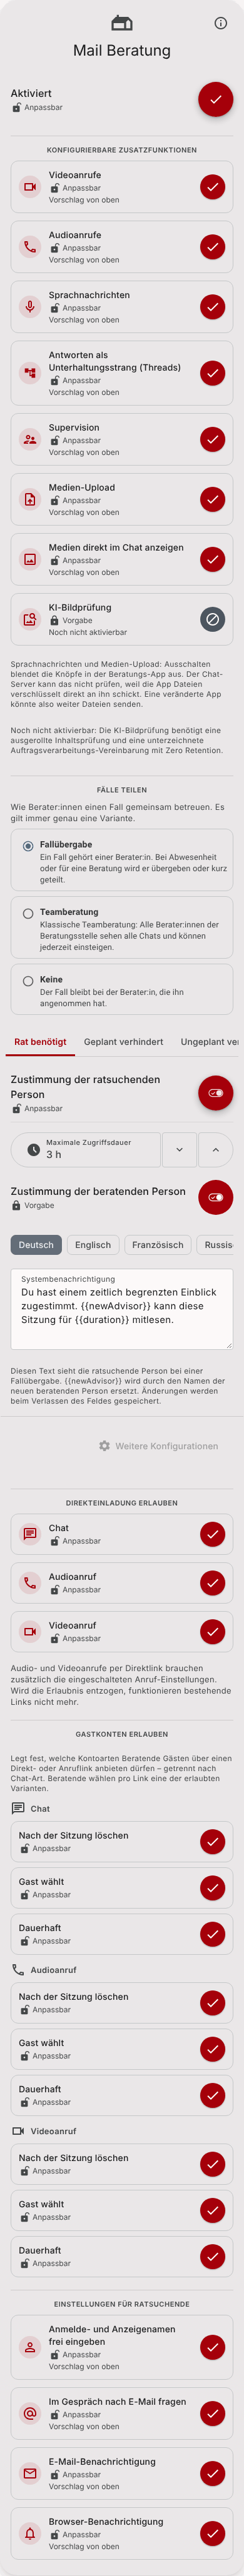 Mail Beratung
Aktiviert
Anpassbar
KONFIGURIERBARE ZUSATZFUNKTIONEN
Videoanrufe
Anpassbar
Vorschlag von oben
Audioanrufe
Anpassbar
Vorschlag von oben
Sprachnachrichten
Anpassbar
Vorschlag von oben
Antworten als
Unterhaltungsstrang (Threads)
Anpassbar
Vorschlag von oben
Supervision
Anpassbar
Vorschlag von oben
Medien-Upload
Anpassbar
Vorschlag von oben
Medien direkt im Chat anzeigen
Anpassbar
Vorschlag von oben
KI-Bildprüfung
Vorgabe
Noch nicht aktivierbar
Sprachnachrichten und Medien-Upload: Ausschalten
blendet die Knöpfe in der Beratungs-App aus. Der Chat-
Server kann das nicht prüfen, weil die App Dateien
verschlüsselt direkt an ihn schickt. Eine veränderte App
könnte also weiter Dateien senden.
Noch nicht aktivierbar: Die KI-Bildprüfung benötigt eine
ausgerollte Inhaltsprüfung und eine unterzeichnete
Auftragsverarbeitungs-Vereinbarung mit Zero Retention.
FÄLLE TEILEN
Wie Berater:innen einen Fall gemeinsam betreuen. Es
gilt immer genau eine Variante.
Fallübergabe
Ein Fall gehört einer Berater:in. Bei Abwesenheit
oder für eine Beratung wird er übergeben oder kurz
geteilt.
Teamberatung
Klassische Teamberatung: Alle Berater:innen der
Beratungsstelle sehen alle Chats und können
jederzeit einsteigen.
Keine
Der Fall bleibt bei der Berater:in, die ihn
angenommen hat.
Rat benötigt
Geplant verhindert
Ungeplant ver
Zustimmung der ratsuchenden
Person
Anpassbar
Maximale Zugriffsdauer
3 h
Zustimmung der beratenden Person
Vorgabe
Deutsch
Englisch
Französisch
Russis
Systembenachrichtigung
Du hast einem zeitlich begrenzten Einblick
zugestimmt. {{newAdvisor}} kann diese
Sitzung für {{duration}} mitlesen.
Diesen Text sieht die ratsuchende Person bei einer
Fallübergabe. {{newAdvisor}} wird durch den Namen der
neuen beratenden Person ersetzt. Änderungen werden
beim Verlassen des Feldes gespeichert.
Weitere Konfigurationen
DIREKTEINLADUNG ERLAUBEN
Chat
Anpassbar
Audioanruf
Anpassbar
Videoanruf
Anpassbar
Audio- und Videoanrufe per Direktlink brauchen
zusätzlich die eingeschalteten Anruf-Einstellungen.
Wird die Erlaubnis entzogen, funktionieren bestehende
Links nicht mehr.
GASTKONTEN ERLAUBEN
Legt fest, welche Kontoarten Beratende Gästen über einen
Direkt- oder Anruflink anbieten dürfen – getrennt nach
Chat-Art. Beratende wählen pro Link eine der erlaubten
Varianten.
Chat
Nach der Sitzung löschen
Anpassbar
Gast wählt
Anpassbar
Dauerhaft
Anpassbar
Audioanruf
Nach der Sitzung löschen
Anpassbar
Gast wählt
Anpassbar
Dauerhaft
Anpassbar
Videoanruf
Nach der Sitzung löschen
Anpassbar
Gast wählt
Anpassbar
Dauerhaft
Anpassbar
EINSTELLUNGEN FÜR RATSUCHENDE
Anmelde- und Anzeigenamen
frei eingeben
Anpassbar
Vorschlag von oben
Im Gespräch nach E-Mail fragen
Anpassbar
Vorschlag von oben
E-Mail-Benachrichtigung
Anpassbar
Vorschlag von oben
Browser-Benachrichtigung
Anpassbar
Vorschlag von oben